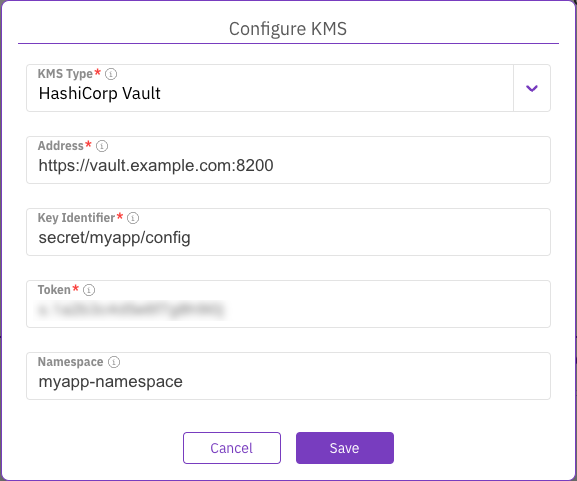 Configure KMS
KMS Type*
HashiCorp Vault
Address*
https://vault.example.com:8200
Key Identifier*
secret/myapp/config
Token*
Namespace
myapp-namespace
Cancel
Save